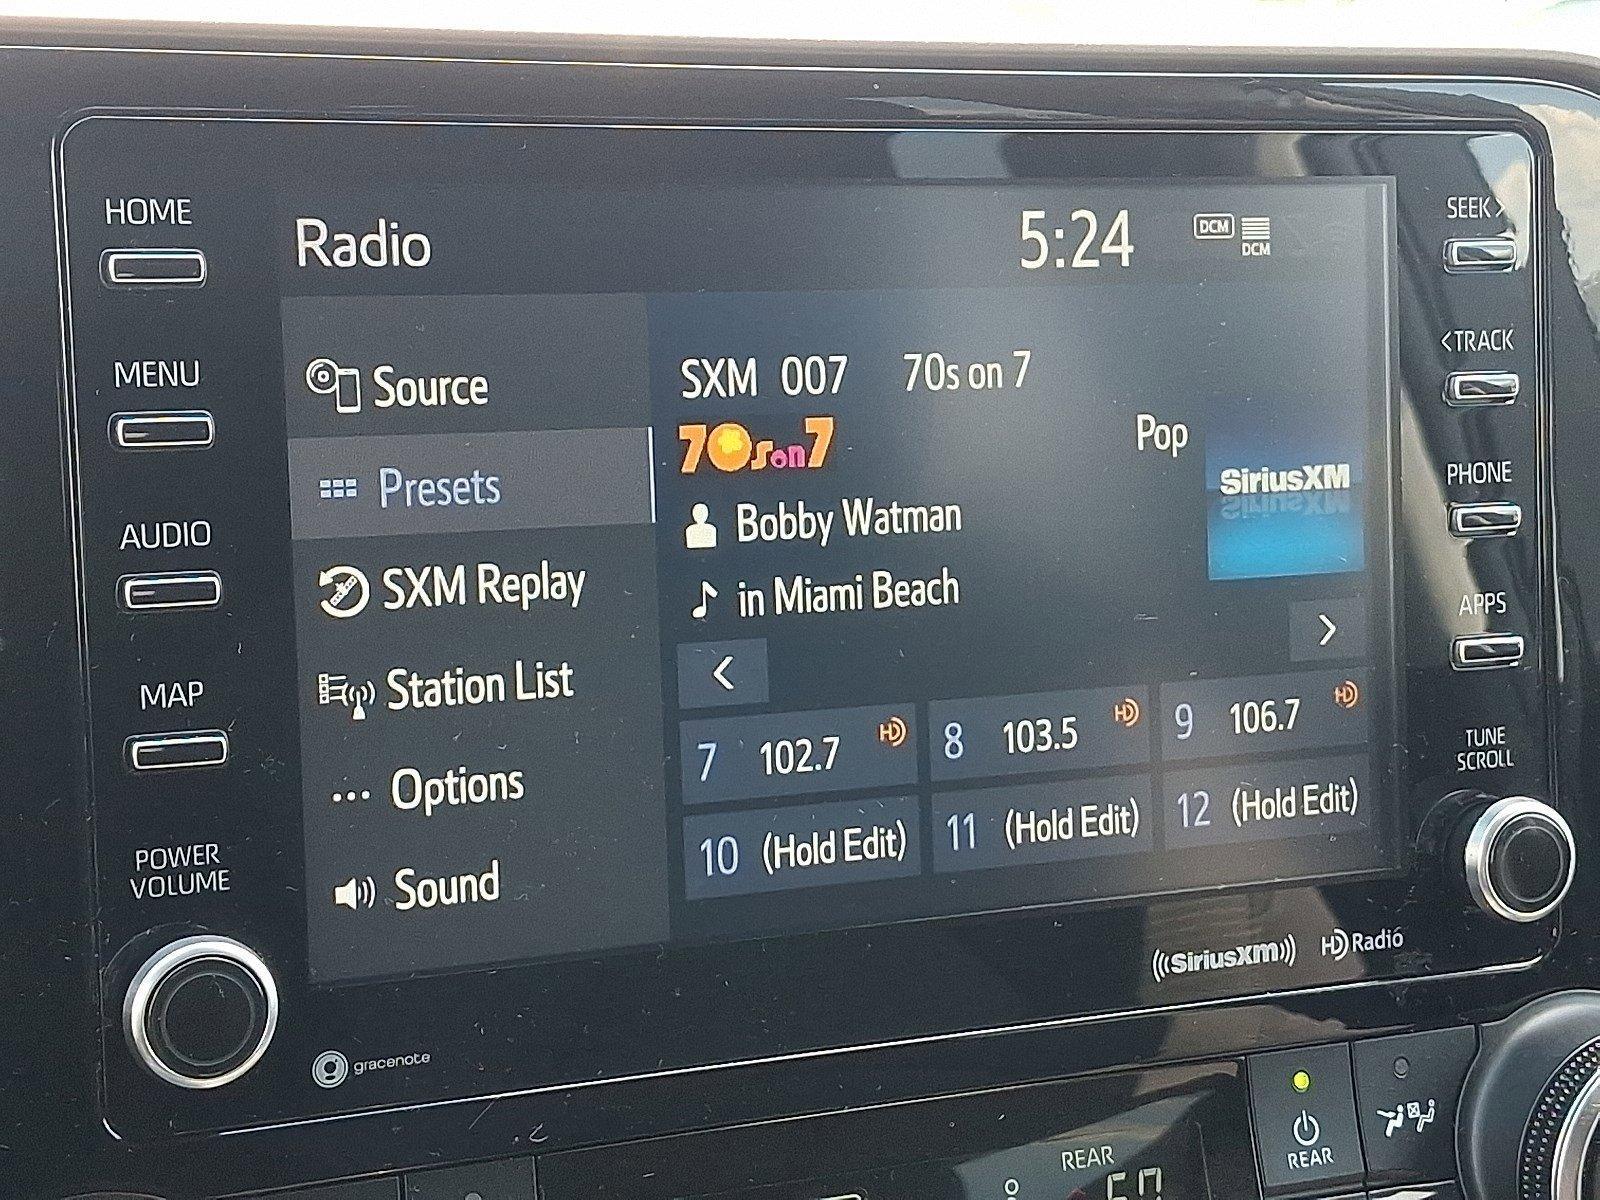 HOME
MENU
AUDIO
MAP
POWER
VOLUME
Radio
5:24
DCM
DCM
Source
Presets
SXM Replay
Station List
... Options
Sound
SXM 007 70s on 7
70s on 7
Pop
SiriusXM
Bobby Watman
in Miami Beach
<
>
7 102.7 HD
8 103.5 HD
9 106.7 HD
10 (Hold Edit)
11 (Hold Edit)
12 (Hold Edit)
SEEK>
<TRACK
PHONE
APPS
TUNE
SCROLL
((SiriusXM))
HD Radio
gracenote
REAR
REAR